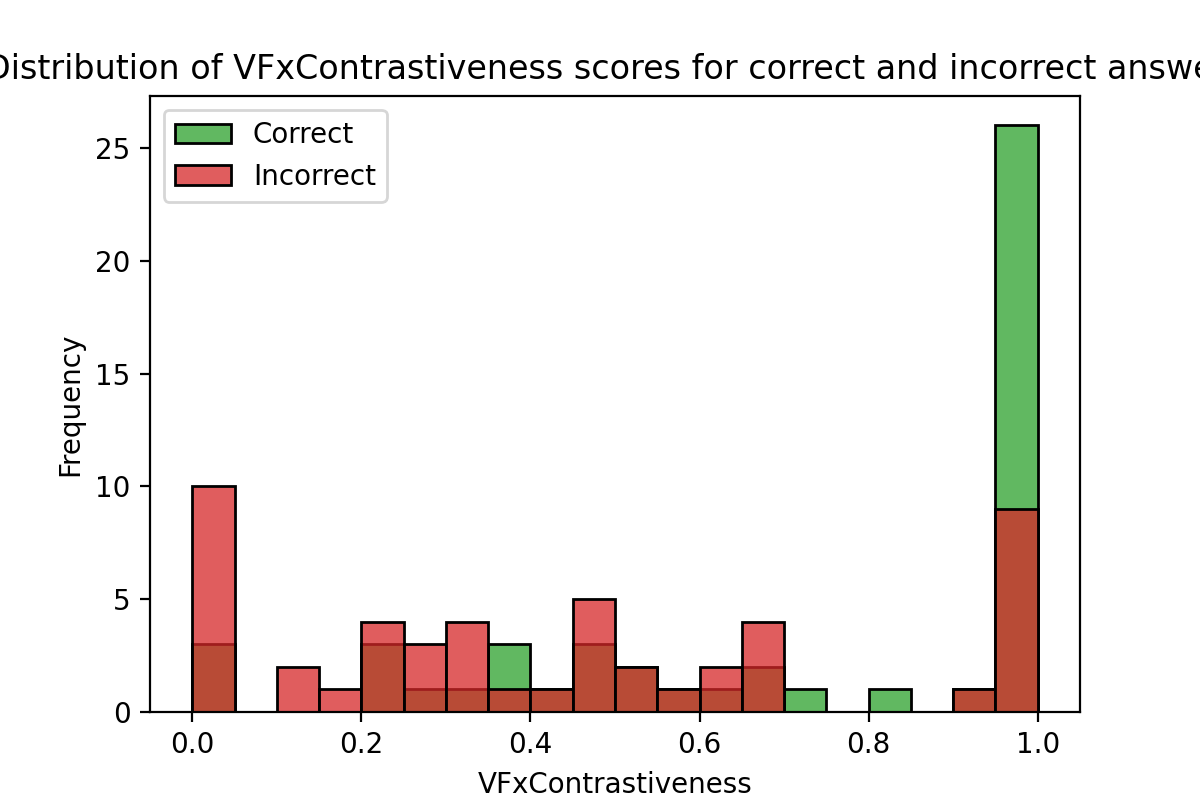 Distribution of VFxContrastiveness scores for correct and incorrect answe
Correct
Incorrect
25
20
15
10
5
0
Frequency
0.0 0.2 0.4 0.6 0.8 1.0
VFxContrastiveness